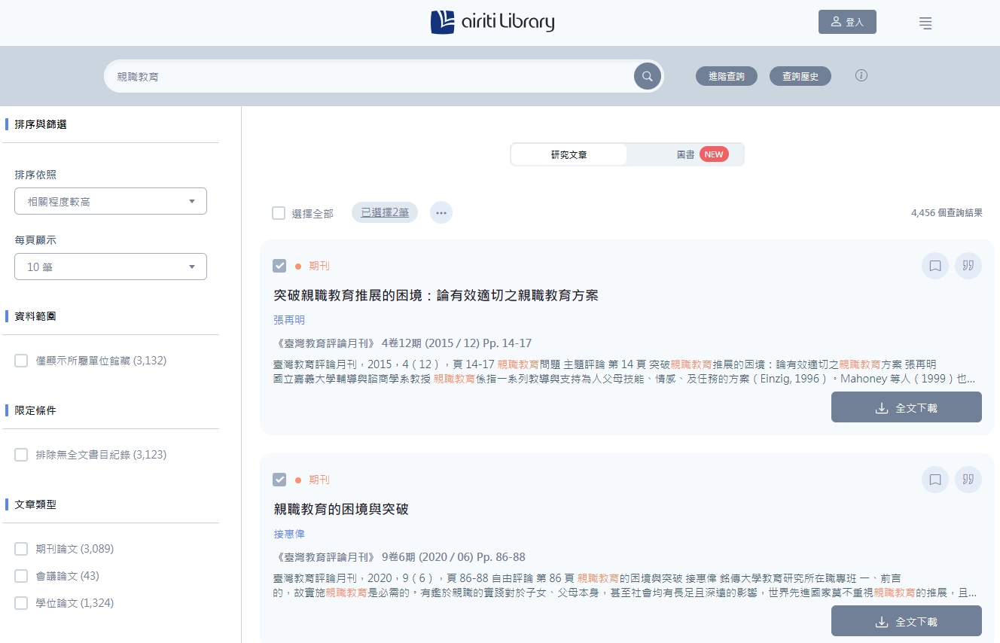 airiti Library
登入
親職教育
進階查詢
查詢歷史
排序與篩選
排序依照
相關程度較高
每頁顯示
10 筆
資料範圍
僅顯示所屬單位館藏 (3,132)
限定條件
排除無全文書目紀錄 (3,123)
文章類型
期刊論文 (3,089)
會議論文 (43)
學位論文 (1,324)
研究文章
圖書 NEW
選擇全部
已選擇2筆
4,456 個查詢結果
期刊
突破親職教育推展的困境：論有效適切之親職教育方案
張再明
《臺灣教育評論月刊》 4卷12期 (2015 / 12) Pp. 14-17
臺灣教育評論月刊，2015，4（12），頁 14-17 親職教育問題 主題評論 第 14 頁 突破親職教育推展的困境：論有效適切之親職教育方案 張再明
國立嘉義大學輔導與諮商學系教授 親職教育係指一系列教導與支持為人父母技能、情感、及任務的方案（Einzig, 1996）。Mahoney 等人（1999）也...
全文下載
期刊
親職教育的困境與突破
接惠偉
《臺灣教育評論月刊》 9卷6期 (2020 / 06) Pp. 86-88
臺灣教育評論月刊，2020，9（6），頁 86-88 自由評論 第 86 頁 親職教育的困境與突破 接惠偉 銘傳大學教育研究所在職專班 一、前言
的，故實施親職教育是必需的。有鑑於親職的實踐對於子女、父母本身，甚至社會均有長足且深遠的影響，世界先進國家莫不重視親職教育的推展，且...
全文下載